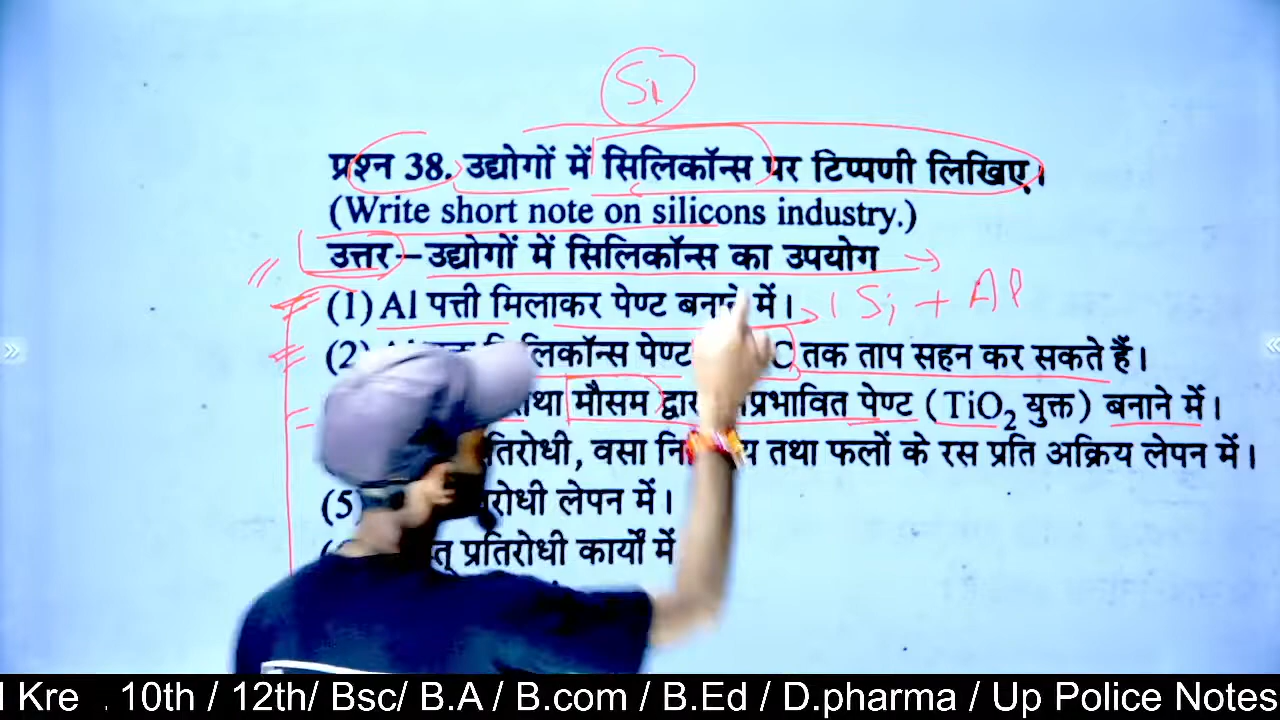 Si
प्रश्न 38. उद्योगों में सिलिकॉन्स पर टिप्पणी लिखिए।
(Write short note on silicons industry.)
उत्तर–उद्योगों में सिलिकॉन्स का उपयोग
(1) Al पत्ती मिलाकर पेण्ट बनाने में। Si + Al
(2) पेण्ट तक ताप सहन कर सकते हैं।
तथा मौसम पेण्ट (TiO₂ युक्त) बनाने में।
वसा तथा फलों के रस प्रति अक्रिय लेपन में।
(5) लेपन में।
प्रतिरोधी कार्यों में
Kre . 10th / 12th/ Bsc/ B.A / B.com / B.Ed / D.pharma / Up Police Notes